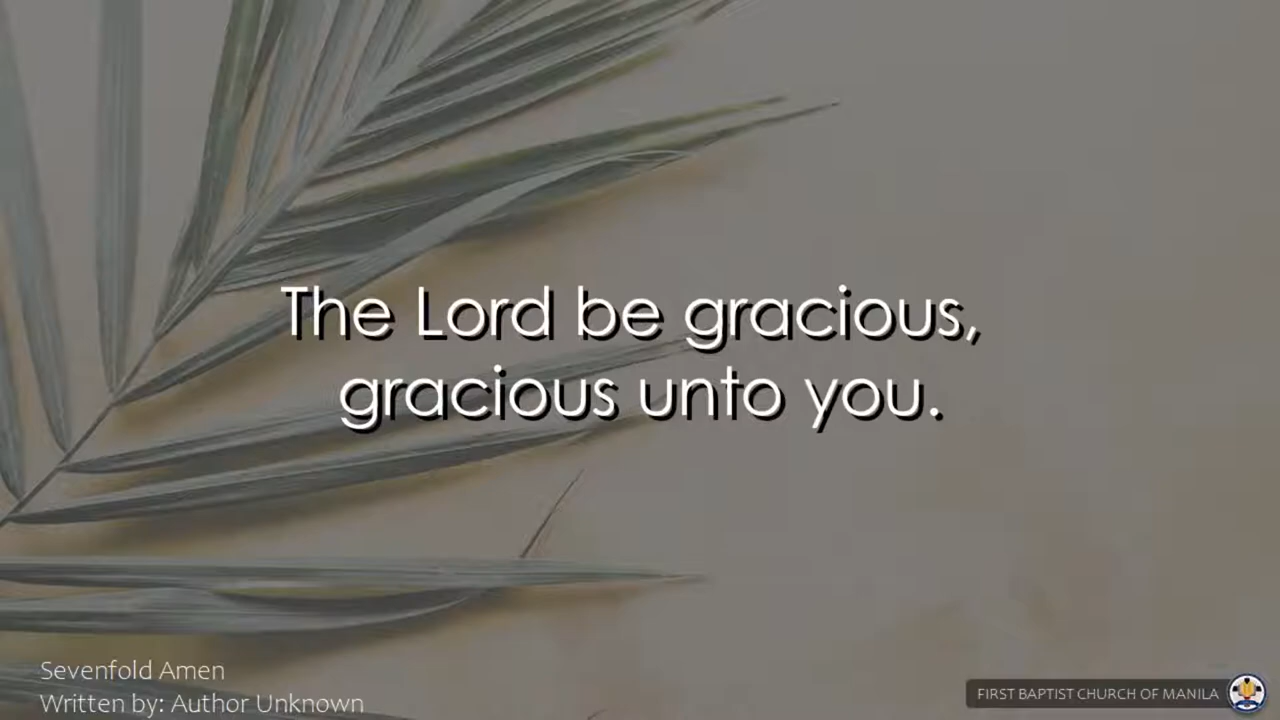 The Lord be gracious,
gracious unto you.
Sevenfold Amen
Written by: Author Unknown
FIRST BAPTIST CHURCH OF MANILA